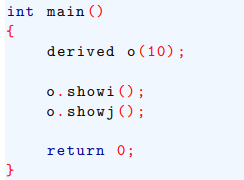 int main()
{
    derived o(10);
    o.showi();
    o.showj();
    return 0;
}